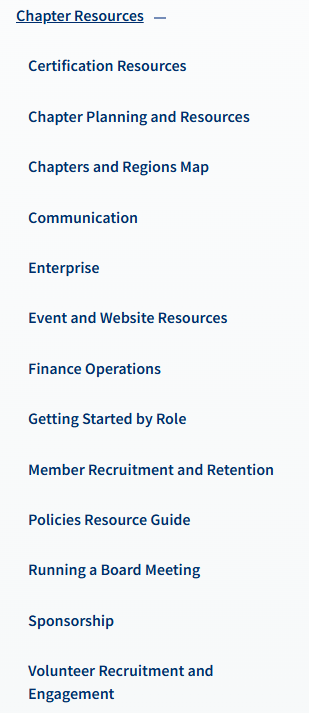 Chapter Resources —
Certification Resources
Chapter Planning and Resources
Chapters and Regions Map
Communication
Enterprise
Event and Website Resources
Finance Operations
Getting Started by Role
Member Recruitment and Retention
Policies Resource Guide
Running a Board Meeting
Sponsorship
Volunteer Recruitment and
Engagement